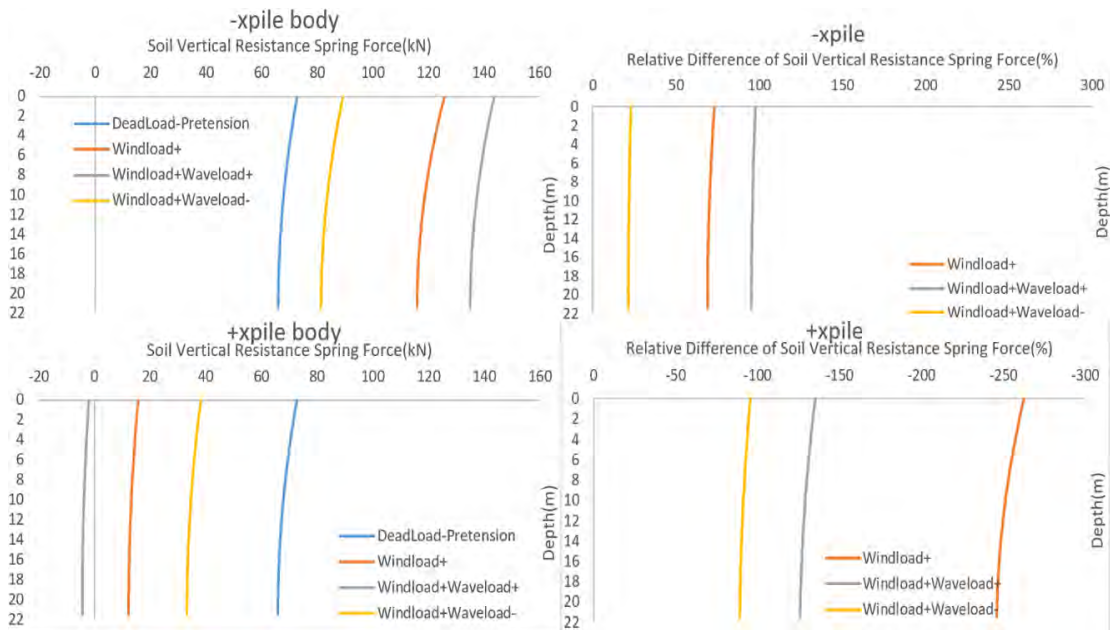 -xpile body
Soil Vertical Resistance Spring Force(kN)
-20 0 20 40 60 80 100 120 140 160
0
2
4
6
8
10
12
14
16
18
20
22
DeadLoad-Pretension
Windload+
Windload+Waveload+
Windload+Waveload-
Depth(m)
-xpile
Relative Difference of Soil Vertical Resistance Spring Force(%)
0 50 100 150 200 250 300
0
2
4
6
8
10
12
14
16
18
20
22
Windload+
Windload+Waveload+
Windload+Waveload-
Depth(m)
+xpile body
Soil Vertical Resistance Spring Force(kN)
-20 0 20 40 60 80 100 120 140 160
0
2
4
6
8
10
12
14
16
18
20
22
DeadLoad-Pretension
Windload+
Windload+Waveload+
Windload+Waveload-
Depth(m)
+xpile
Relative Difference of Soil Vertical Resistance Spring Force(%)
0 -50 -100 -150 -200 -250 -300
0
2
4
6
8
10
12
14
16
18
20
22
Windload+
Windload+Waveload+
Windload+Waveload-
Depth(m)